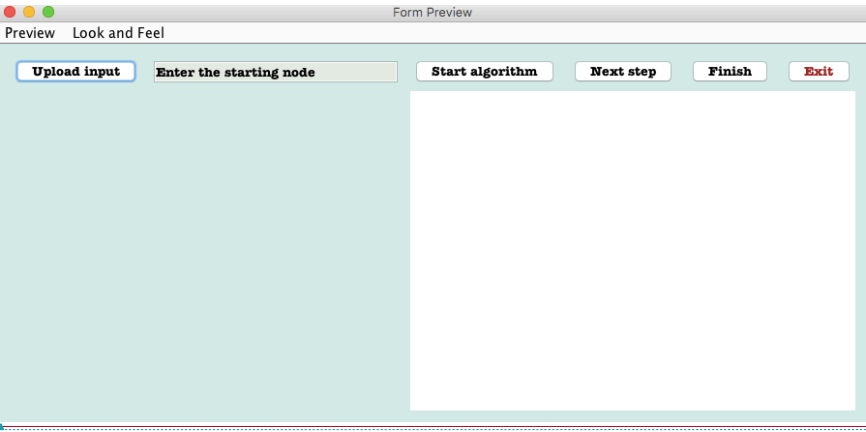 Form Preview
Preview Look and Feel
Upload input Enter the starting node Start algorithm Next step Finish Exit